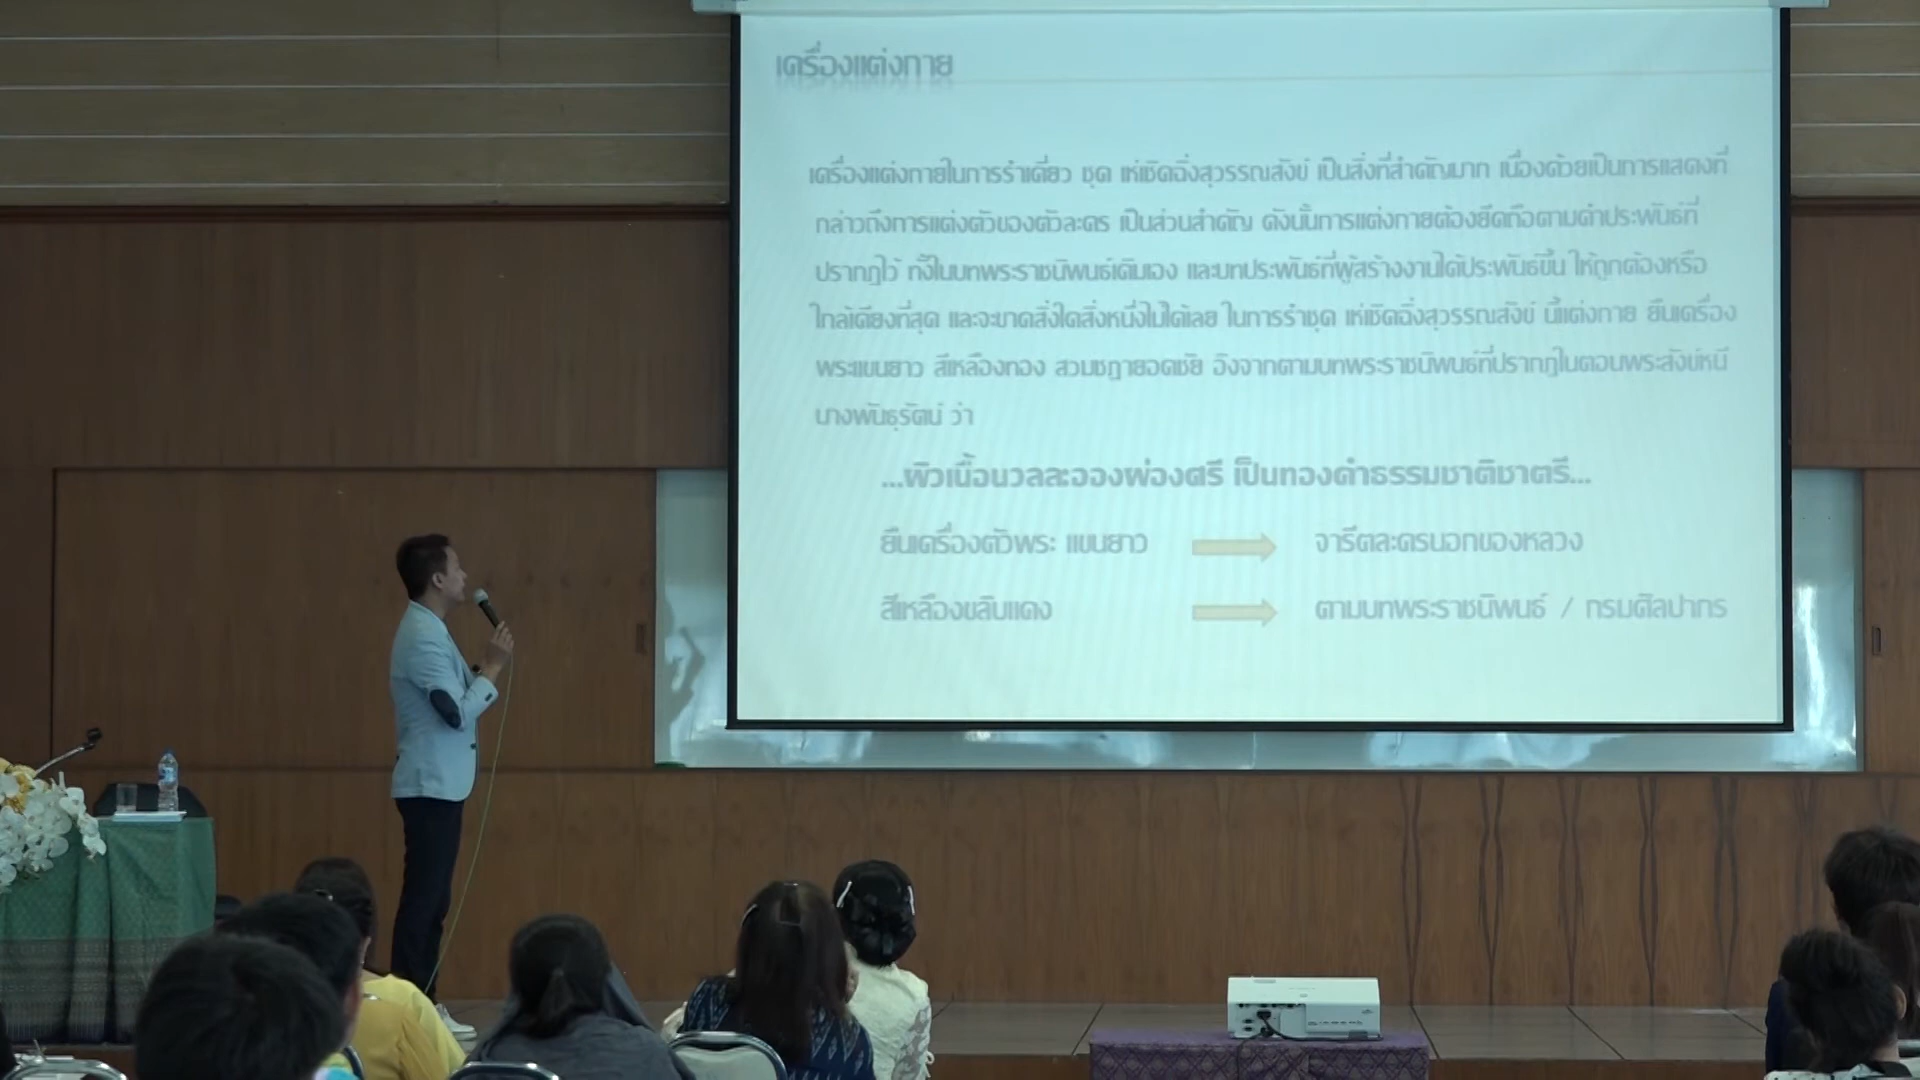 เครื่องแต่งกาย
เครื่องแต่งกายในการรำเดี่ยว ชุด เห่เชิดฉิ่งสุวรรณสังข์ เป็นสิ่งที่สำคัญมาก เนื่องด้วยเป็นการแสดงที่
กล่าวถึงการแต่งตัวของตัวละคร เป็นส่วนสำคัญ ดังนั้นการแต่งกายต้องยึดถือตามคำประพันธ์ที่
ปรากฎไว้ ทั้งในบทพระราชนิพนธ์เดิมเอง และบทประพันธ์ที่ผู้สร้างงานได้ประพันธ์ขึ้น ให้ถูกต้องหรือ
ใกล้เคียงที่สุด และจะขาดสิ่งใดสิ่งหนึ่งไม่ได้เลย ในการรำชุด เห่เชิดฉิ่งสุวรรณสังข์ นี้แต่งกาย ยืนเครื่อง
พระแขนยาว สีเหลืองทอง สวมชฎายอดชัย อิงจากตามบทพระราชนิพนธ์ที่ปรากฎในตอนพระสังข์หนี
นางพันธุรัตน์ ว่า
...ผิวเนื้อนวลละอองผ่องศรี เป็นทองคำธรรมชาติชาตรี...
ยืนเครื่องตัวพระ แขนยาว จารีตละครนอกของหลวง
สีเหลืองขลิบแดง ตามบทพระราชนิพนธ์ / กรมศิลปากร